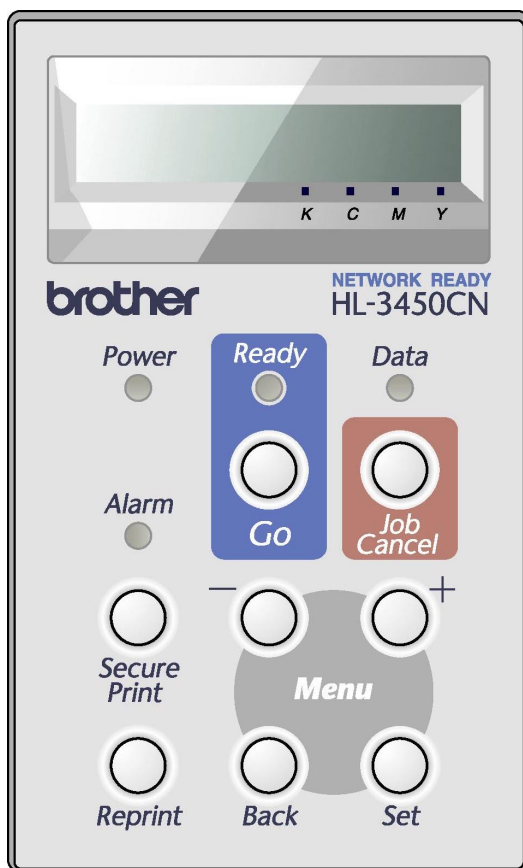 K C M Y
brother
NETWORK READY
HL-3450CN
Power
Ready
Data
Alarm
Go
Job
Cancel
− +
Secure
Print
Menu
Reprint
Back
Set